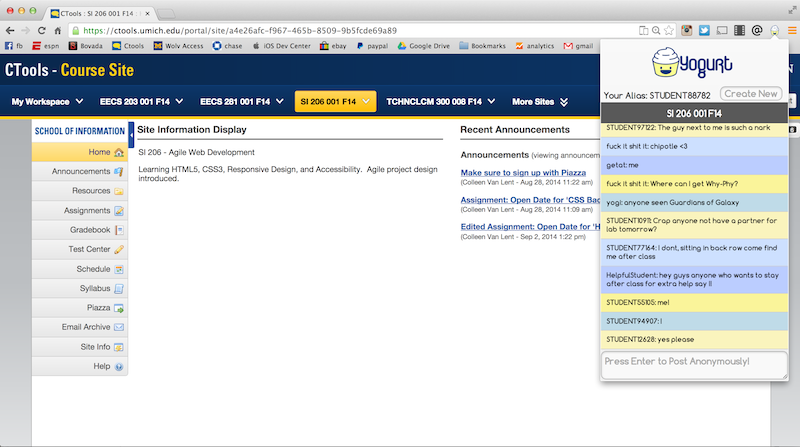 CTools : SI 206 001 F14 :
https://ctools.umich.edu/portal/site/a4e26afc-f967-465b-8509-9b5fcde69a89
fb espn Bovada Ctools Wolv Access chase iOS Dev Center ebay paypal Google Drive Bookmarks analytics gmail
CTools - Course Site
My Workspace EECS 203 001 F14 EECS 281 001 F14 SI 206 001 F14 TCHNCLCM 300 008 F14 More Sites
SCHOOL OF INFORMATION
Home
Announcements
Resources
Assignments
Gradebook
Test Center
Schedule
Syllabus
Piazza
Email Archive
Site Info
Help
Site Information Display
SI 206 - Agile Web Development
Learning HTML5, CSS3, Responsive Design, and Accessibility. Agile project design
introduced.
Recent Announcements
Announcements (viewing announcem
Make sure to sign up with Piazza
(Colleen Van Lent - Aug 28, 2014 11:22 am)
Assignment: Open Date for 'CSS Bac
(Colleen Van Lent - Aug 28, 2014 11:09 am)
Edited Assignment: Open Date for 'H
(Colleen Van Lent - Sep 2, 2014 1:22 pm)
Yogurt
Your Alias: STUDENT88782 Create New
SI 206 001 F14
STUDENT97122: The guy next to me is such a nark
fuck it shit it: chipotle <3
getat: me
fuck it shit it: Where can I get Why-Phy?
yogi: anyone seen Guardians of Galaxy
STUDENT10911: Crap anyone not have a partner for
lab tomorrow?
STUDENT77164: I dont, sitting in back row come find
me after class
HelpfulStudent: hey guys anyone who wants to stay
after class for extra help say I!
STUDENT55105: me!
STUDENT94907: I
STUDENT12628: yes please
Press Enter to Post Anonymously!